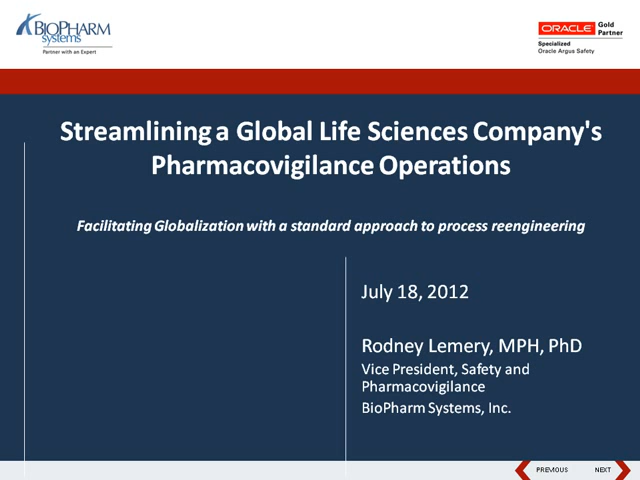 BIOPHARM
systems
Partner with an Expert
ORACLE Gold
Partner
Specialized
Oracle Argus Safety
Streamlining a Global Life Sciences Company's
Pharmacovigilance Operations
Facilitating Globalization with a standard approach to process reengineering
July 18, 2012
Rodney Lemery, MPH, PhD
Vice President, Safety and
Pharmacovigilance
BioPharm Systems, Inc.
PREVIOUS NEXT